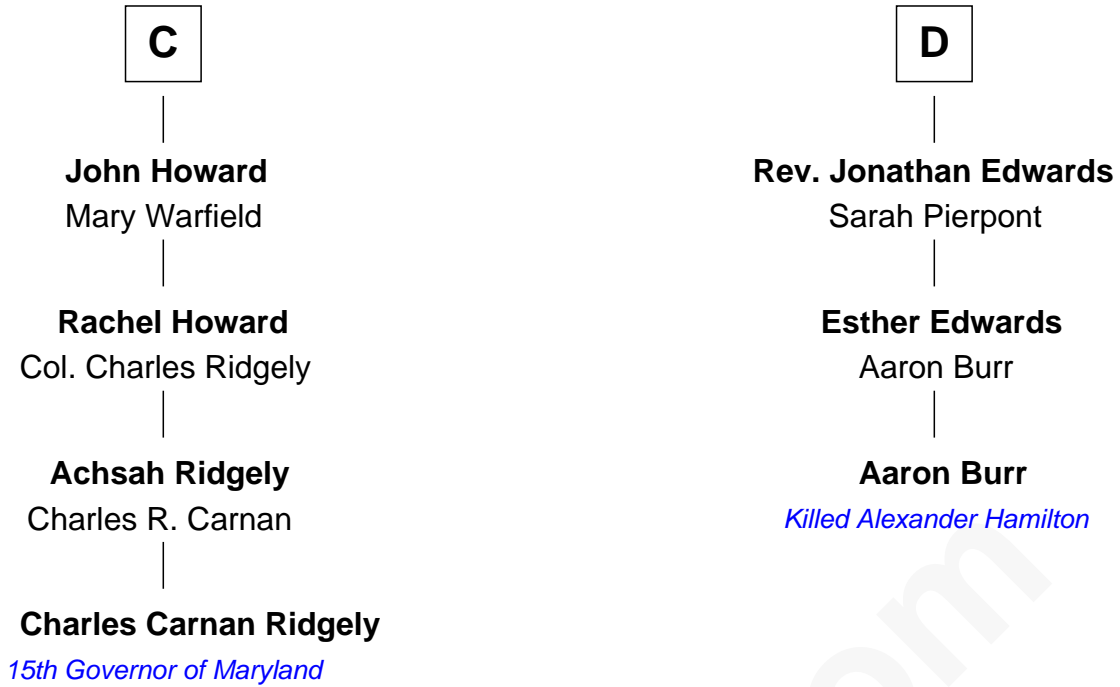 C
John Howard
Mary Warfield
Rachel Howard
Col. Charles Ridgely
Achsah Ridgely
Charles R. Carnan
Charles Carnan Ridgely
15th Governor of Maryland
D
Rev. Jonathan Edwards
Sarah Pierpont
Esther Edwards
Aaron Burr
Aaron Burr
Killed Alexander Hamilton
om